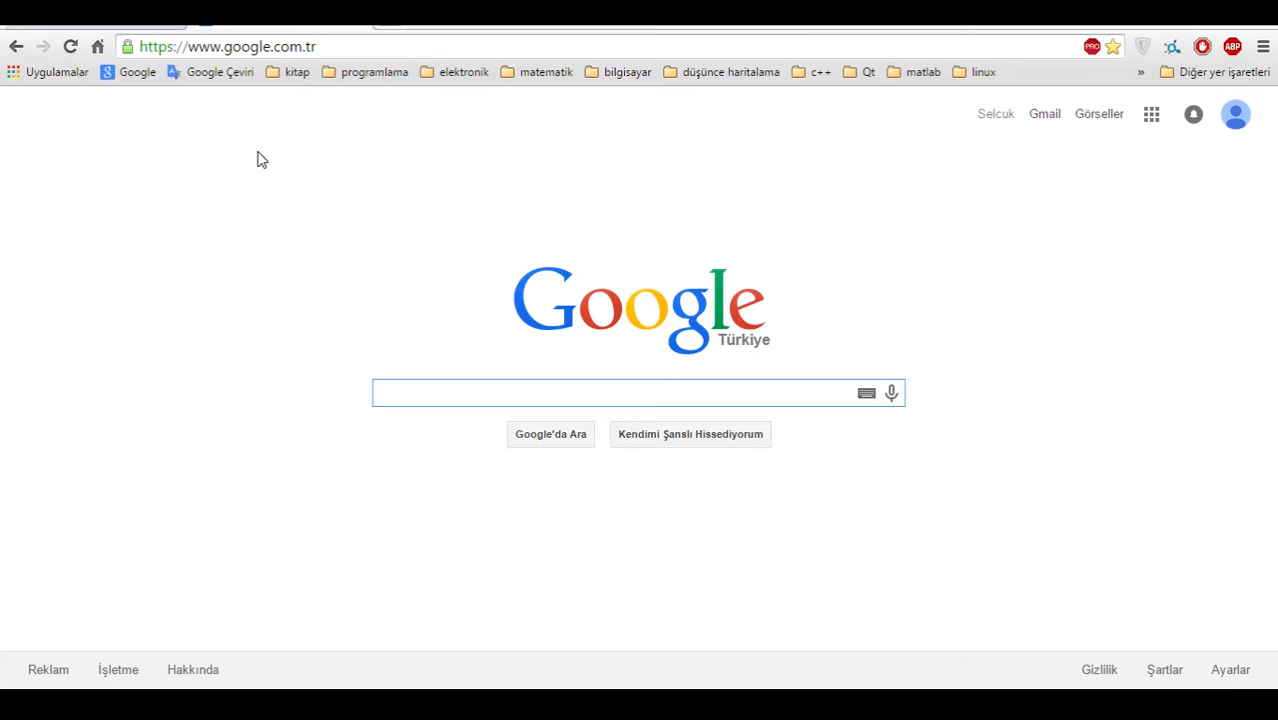 https://www.google.com.tr
PRO
ABP
Uygulamalar Google Google Çeviri kitap programlama elektronik matematik bilgisayar düşünce haritalama c++ Qt matlab linux » Diğer yer işaretleri
Selcuk Gmail Görseller
Google
Türkiye
Google'da Ara Kendimi Şanslı Hissediyorum
Reklam İşletme Hakkında Gizlilik Şartlar Ayarlar